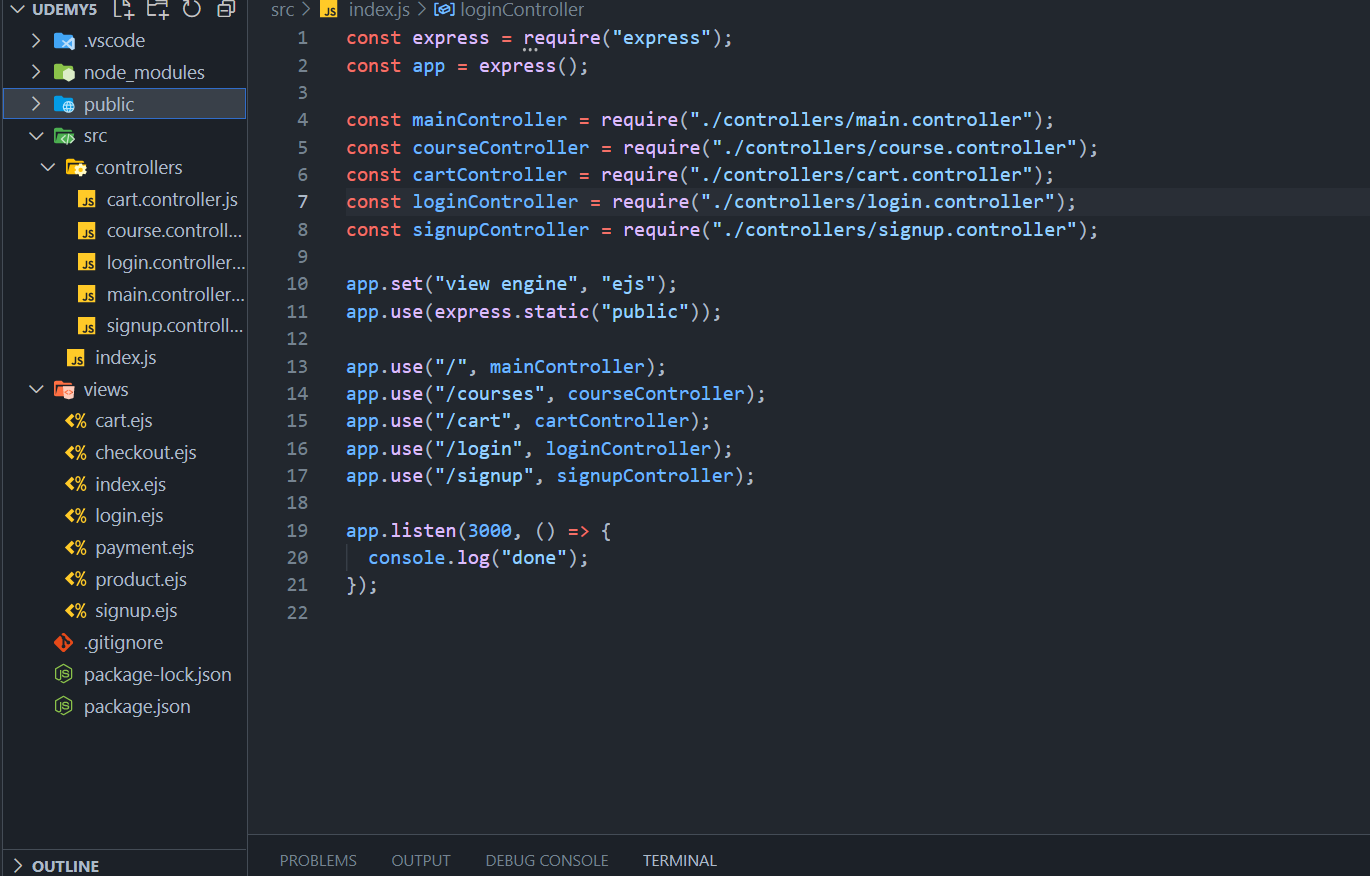 UDEMY5
.vscode
node_modules
public
src
controllers
cart.controller.js
course.controll...
login.controller...
main.controller...
signup.controll...
index.js
views
cart.ejs
checkout.ejs
index.ejs
login.ejs
payment.ejs
product.ejs
signup.ejs
.gitignore
package-lock.json
package.json
OUTLINE
src > JS index.js > loginController
1 const express = require("express");
2 const app = express();
3
4 const mainController = require("./controllers/main.controller");
5 const courseController = require("./controllers/course.controller");
6 const cartController = require("./controllers/cart.controller");
7 const loginController = require("./controllers/login.controller");
8 const signupController = require("./controllers/signup.controller");
9
10 app.set("view engine", "ejs");
11 app.use(express.static("public"));
12
13 app.use("/", mainController);
14 app.use("/courses", courseController);
15 app.use("/cart", cartController);
16 app.use("/login", loginController);
17 app.use("/signup", signupController);
18
19 app.listen(3000, () => {
20   console.log("done");
21 });
22
PROBLEMS OUTPUT DEBUG CONSOLE TERMINAL